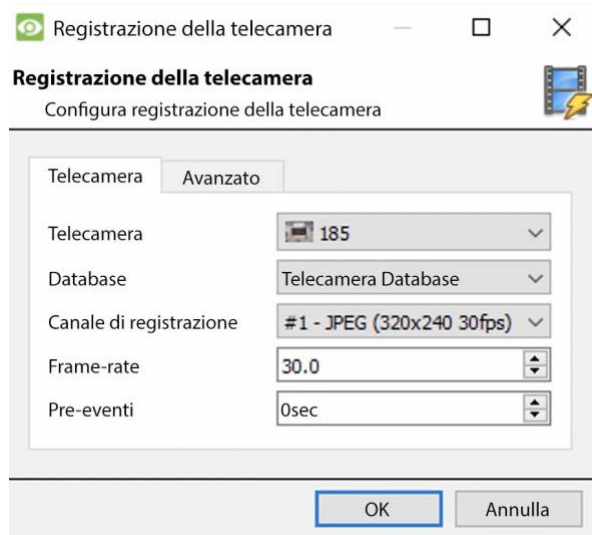 Registrazione della telecamera
Registrazione della telecamera
Configura registrazione della telecamera
Telecamera Avanzato
Telecamera 185
Database Telecamera Database
Canale di registrazione #1 - JPEG (320x240 30fps)
Frame-rate 30.0
Pre-eventi 0sec
OK Annulla